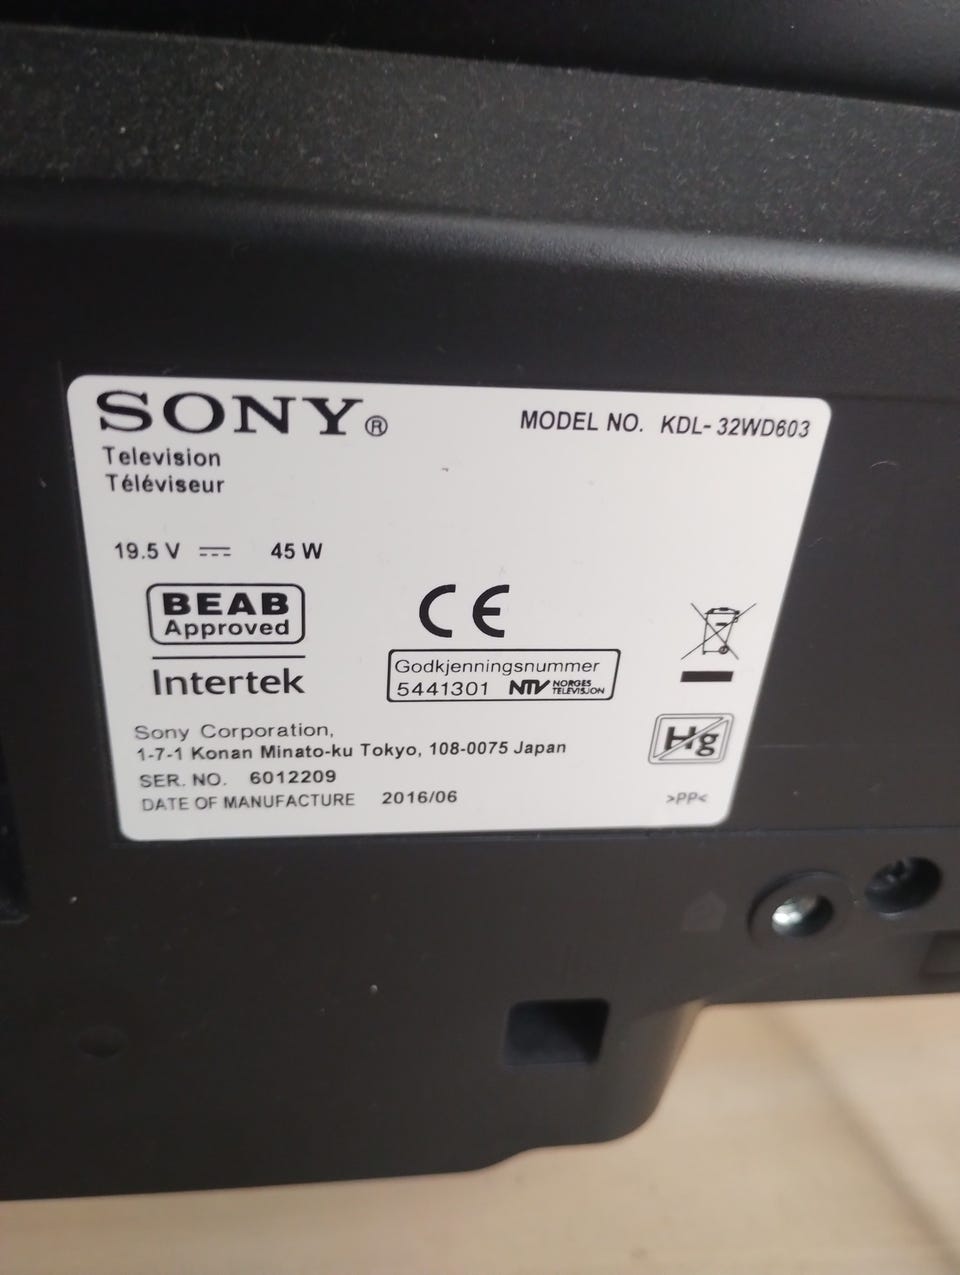 SONY®
MODEL NO. KDL-32WD603
Television
Téléviseur
19.5 V 45 W
BEAB
Approved
Intertek
CE
Godkjenningsnummer
5441301 NTV NORGES TELEVISJON
Hg
Sony Corporation,
1-7-1 Konan Minato-ku Tokyo, 108-0075 Japan
SER. NO. 6012209
DATE OF MANUFACTURE 2016/06
>PP<